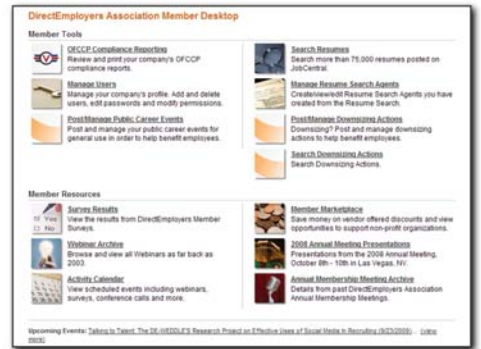 DirectEmployers Association Member Desktop
Member Tools
OFCCP Compliance Reporting
Review and print your company's OFCCP
compliance reports.
Manage Users
Manage your company's profile: Add and delete
users, edit passwords and modify permissions.
Post/Manage Public Career Events
Post and manage your public career events for
general use in order to help benefit employees.
Search Resumes
Search more than 75,000 resumes posted on
JobCentral.
Manage Resume Search Agents
Create/view/edit Resume Search Agents you have
created from the Resume Search.
Post/Manage Downsizing Actions
Downsizing? Post and manage downsizing
actions to help benefit employees.
Search Downsizing Actions
Search Downsizing Actions.
Member Resources
Yes
No
Survey Results
View the results from DirectEmployers Member
Surveys.
Webinar Archive
Browse and view all Webinars as far back as
2003.
Activity Calendar
View scheduled events including webinars,
surveys, conference calls and more.
Member Marketplace
Save money on vendor offered discounts and view
opportunities to support non-profit organizations.
2008 Annual Meeting Presentations
Presentations from the 2008 Annual Meeting,
October 8th - 10th in Las Vegas, NV.
Annual Membership Meeting Archive
Details from past DirectEmployers Association
Annual Membership Meetings.
Upcoming Events: Talking to Talent: The DE-WEDDLE'S Research Project on Effective Uses of Social Media In Recruiting (9/23/2009)... (view
more)